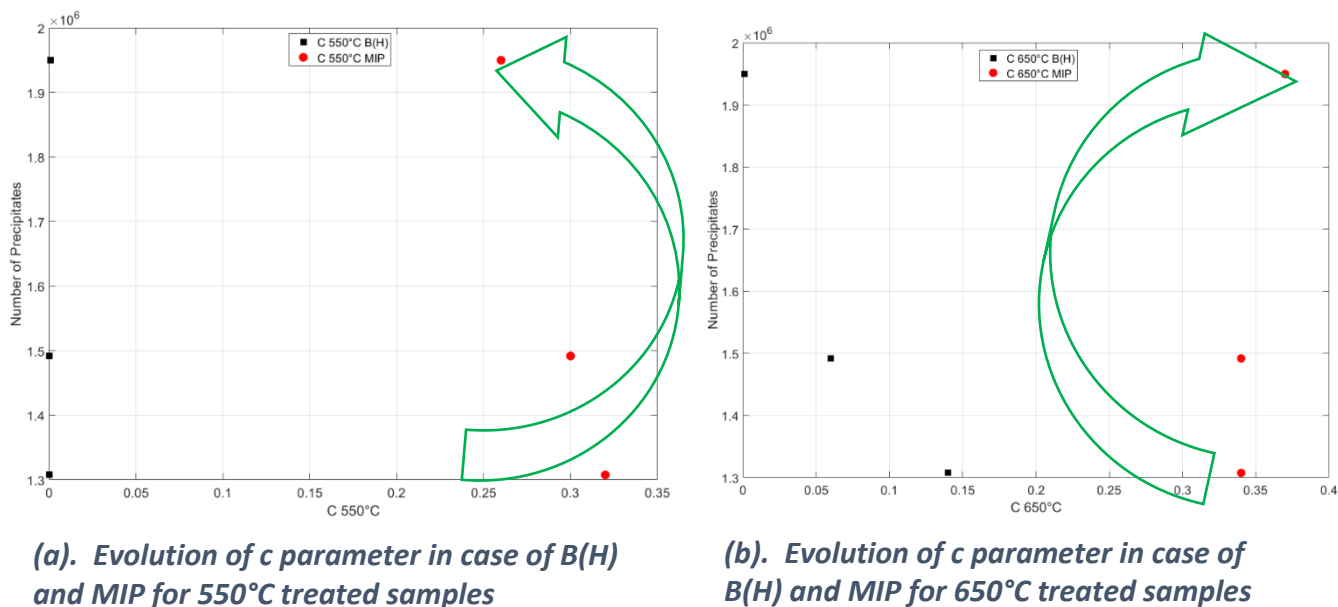 ×10⁶
C 550°C B(H)
C 550°C MIP
2
1.9
1.8
1.7
1.6
1.5
1.4
1.3
Number of Precipitates
0 0.05 0.1 0.15 0.2 0.25 0.3 0.35
C 550°C
(a). Evolution of c parameter in case of B(H)
and MIP for 550°C treated samples
×10⁶
C 650°C B(H)
C 650°C MIP
2
1.9
1.8
1.7
1.6
1.5
1.4
1.3
Number of Precipitates
0 0.05 0.1 0.15 0.2 0.25 0.3 0.35 0.4
C 650°C
(b). Evolution of c parameter in case of
B(H) and MIP for 650°C treated samples